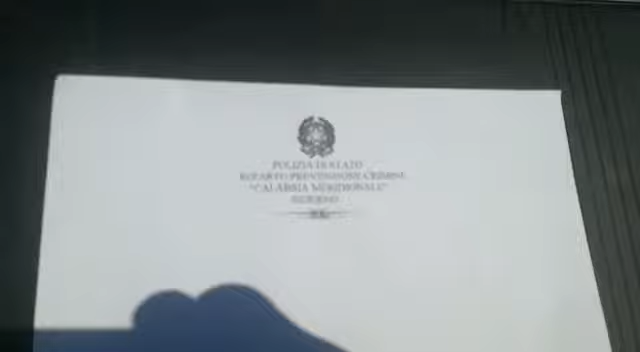 POLIZIA DI STATO
REPARTO PREVENZIONE CRIMINE
"CALABRIA MERIDIONALE"